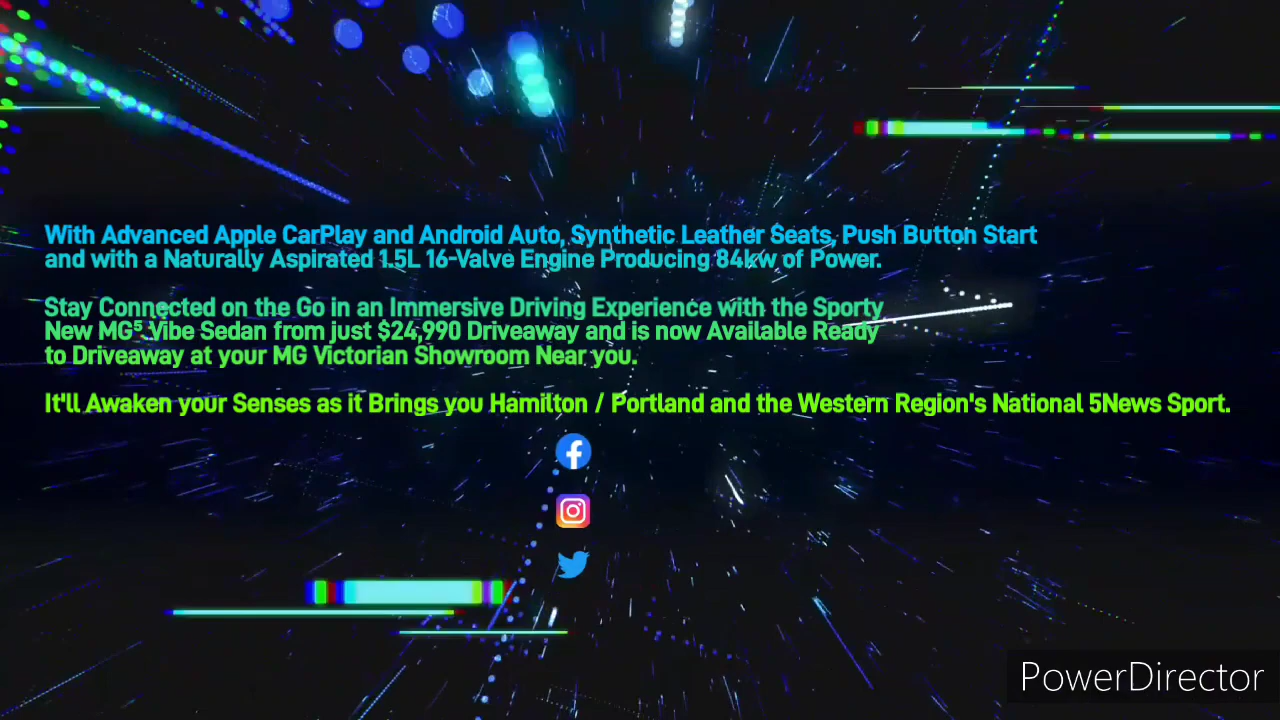 With Advanced Apple CarPlay and Android Auto, Synthetic Leather Seats, Push Button Start
and with a Naturally Aspirated 1.5L 16-Valve Engine Producing 84kw of Power.
Stay Connected on the Go in an Immersive Driving Experience with the Sporty
New MG⁵ Vibe Sedan from just $24,990 Driveaway and is now Available Ready
to Driveaway at your MG Victorian Showroom Near you.
It'll Awaken your Senses as it Brings you Hamilton / Portland and the Western Region's National 5News Sport.
PowerDirector